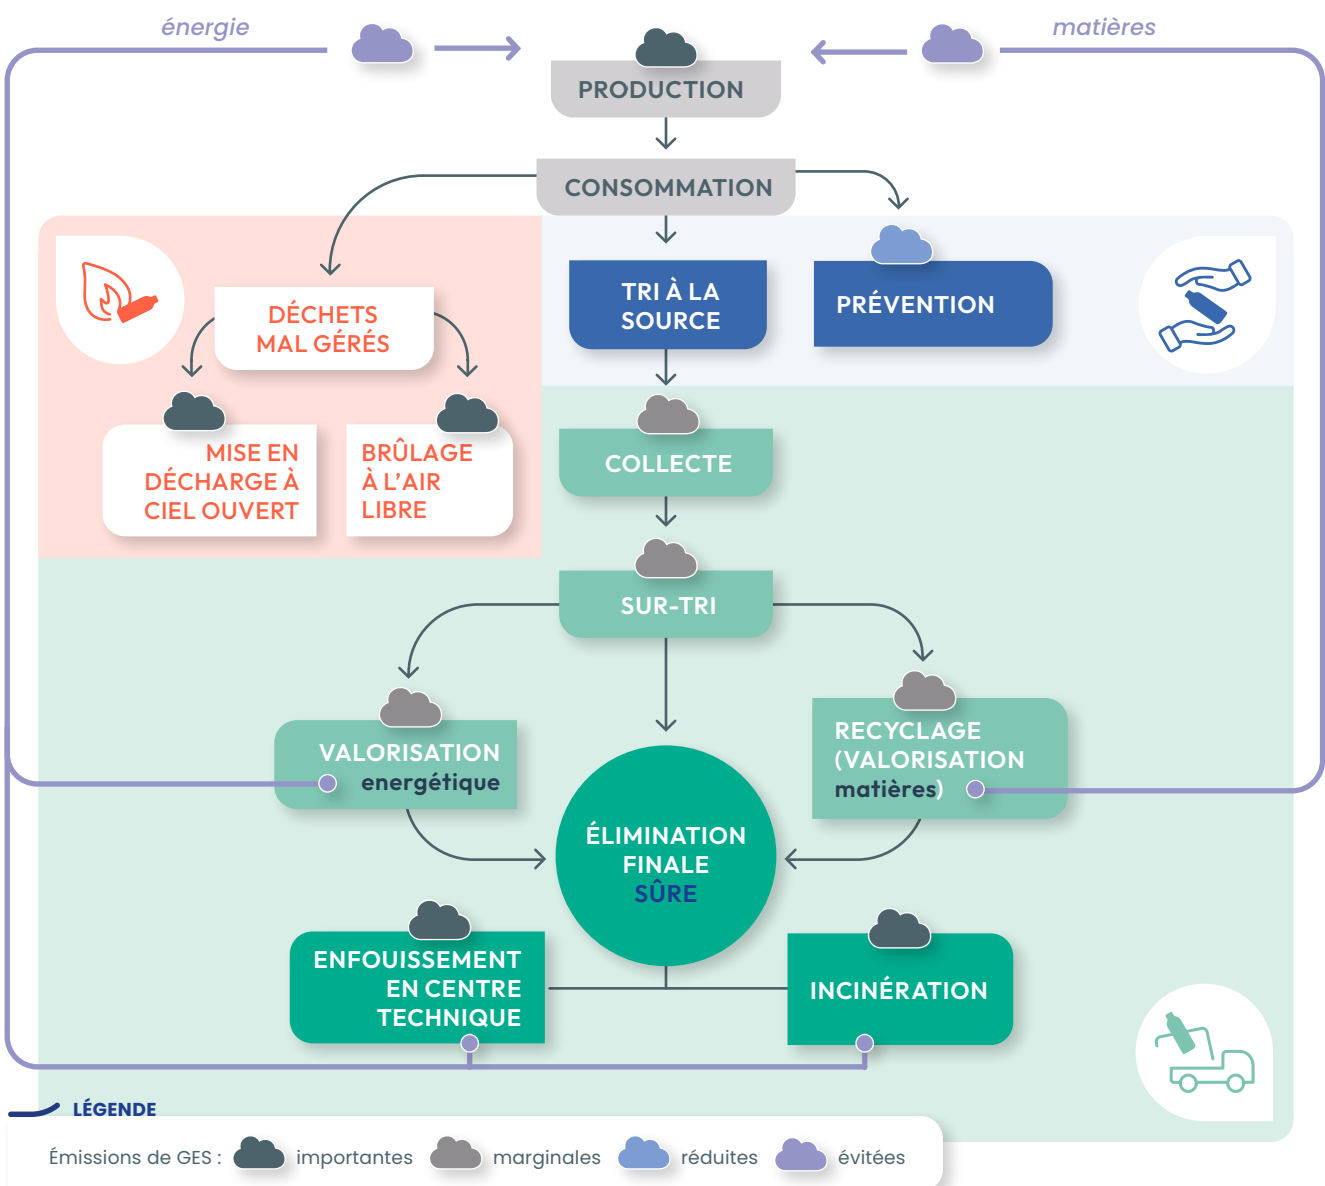 énergie
matières
PRODUCTION
CONSOMMATION
DÉCHETS
MAL GÉRÉS
TRI À LA
SOURCE
PRÉVENTION
MISE EN
DÉCHARGE À
CIEL OUVERT
BRÛLAGE
À L'AIR
LIBRE
COLLECTE
SUR-TRI
VALORISATION
energétique
RECYCLAGE
(VALORISATION
matières)
ÉLIMINATION
FINALE
SÛRE
ENFOUISSEMENT
EN CENTRE
TECHNIQUE
INCINÉRATION
LÉGENDE
Émissions de GES : importantes marginales réduites évitées